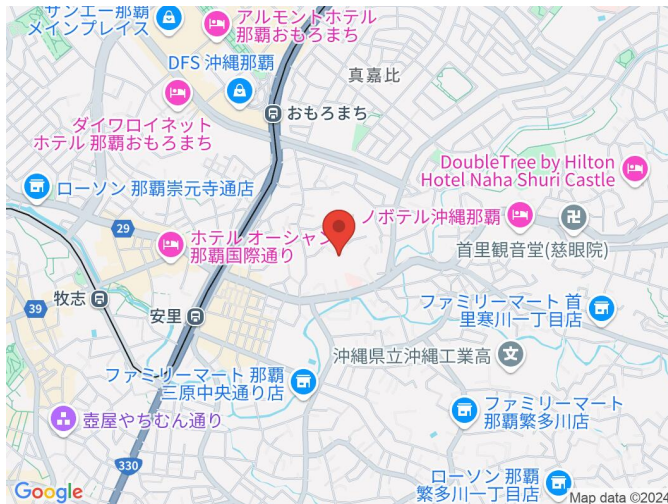 サンエー那覇
メインプレイス
アルモントホテル
那覇おもろまち
DFS 沖縄那覇
真嘉比
ダイワロイネット
ホテル 那覇おもろまち
おもろまち
DoubleTree by Hilton
Hotel Naha Shuri Castle
ローソン 那覇崇元寺通店
29
ノボテル沖縄那覇
ホテル オーシャン
那覇国際通り
首里観音堂(慈眼院)
牧志
39
安里
ファミリーマート 首
里寒川一丁目店
沖縄県立沖縄工業高
ファミリーマート 那覇
三原中央通り店
壺屋やちむん通り
ファミリーマート
那覇繁多川店
330
ローソン 那覇
繁多川一丁目店
Google
Map data ©2024